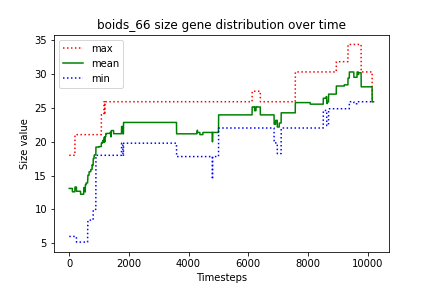 boids_66 size gene distribution over time
35
30
25
20
15
10
5
Size value
max
mean
min
0
2000
4000
6000
8000
10000
Timesteps